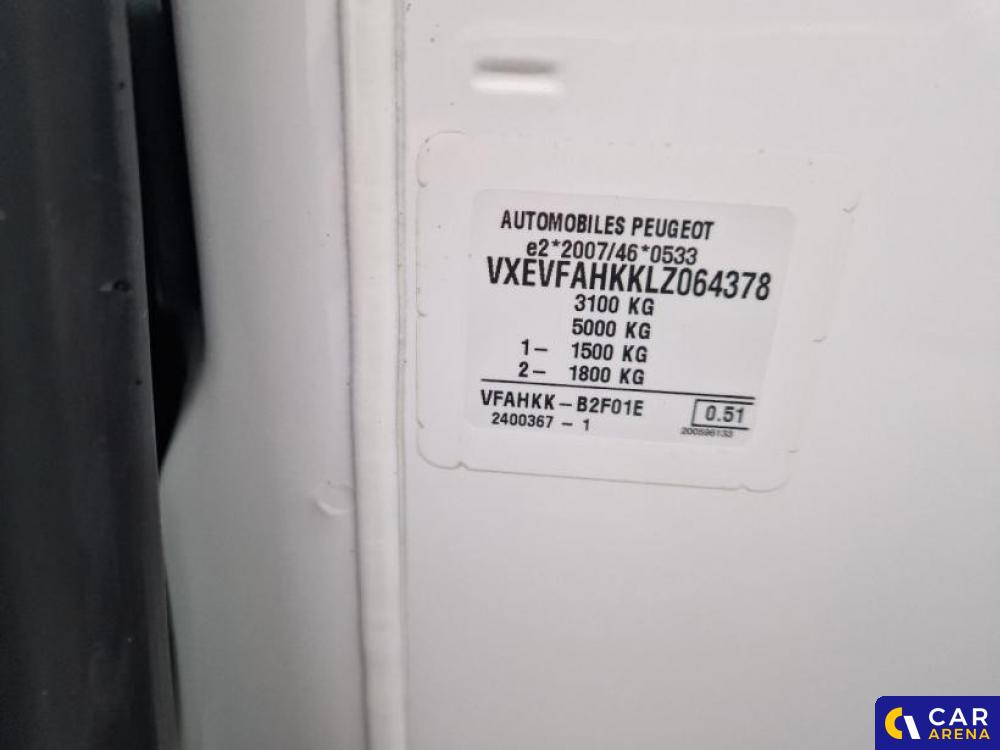 AUTOMOBILES PEUGEOT
e2*2007/46*0533
VXEVFAHKKLZ064378
3100 KG
5000 KG
1- 1500 KG
2- 1800 KG
VFAHKK-B2F01E 0.51
2400367 - 1
CAR
ARENA